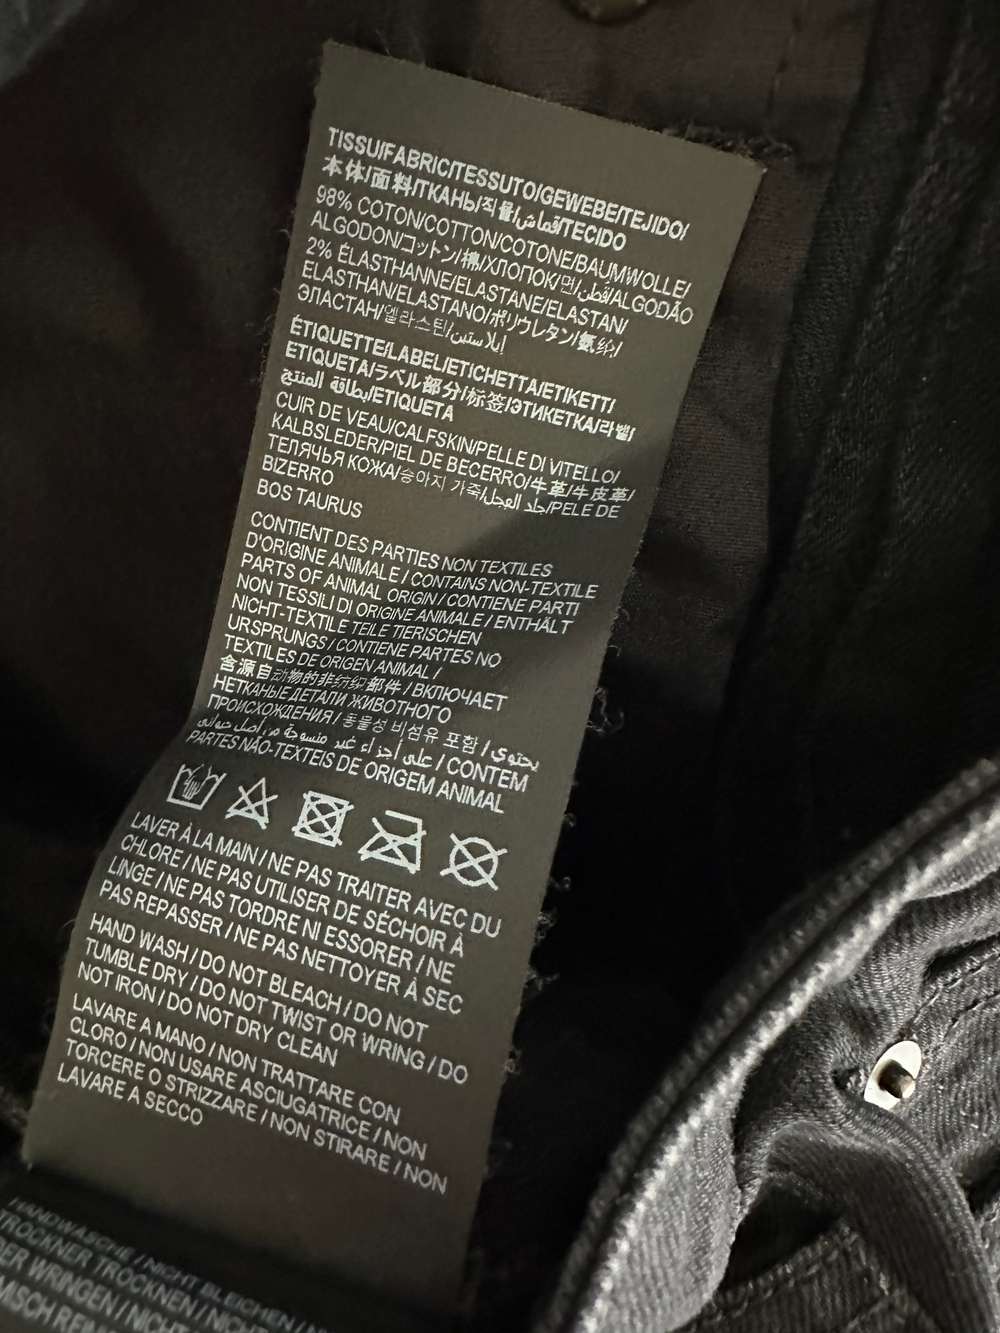 TISSU/FABRIC/TESSUTO/GEWEBE/TEJIDO/
本体/面料/ТКАНЬ/직물/قماش/TECIDO
98% COTON/COTTON/COTONE/BAUMWOLLE/
ALGODON/コットン/棉/ХЛОПОК/면/قطن/ALGODÃO
2% ÉLASTHANNE/ELASTANE/ELASTAN/
ELASTHAN/ELASTANO/ポリウレタン/氨纶/
ЭЛАСТАН/엘라스틴/إيلاستين
ÉTIQUETTE/LABEL/ETICHETTA/ETIKETT/
ETIQUETA/ラベル部分/标签/ЭТИКЕТКА/라벨/
بطاقة المنتج/ETIQUETA
CUIR DE VEAU/CALFSKIN/PELLE DI VITELLO/
KALBSLEDER/PIEL DE BECERRO/牛革/牛皮革/
ТЕЛЯЧЬЯ КОЖА/송아지 가죽/جلد العجل/PELE DE
BIZERRO
BOS TAURUS
CONTIENT DES PARTIES NON TEXTILES
D'ORIGINE ANIMALE / CONTAINS NON-TEXTILE
PARTS OF ANIMAL ORIGIN / CONTIENE PARTI
NON TESSILI DI ORIGINE ANIMALE / ENTHÄLT
NICHT-TEXTILE TEILE TIERISCHEN
URSPRUNGS / CONTIENE PARTES NO
TEXTILES DE ORIGEN ANIMAL /
含源自动物的非纺织部件 / ВКЛЮЧАЕТ
НЕТКАНЫЕ ДЕТАЛИ ЖИВОТНОГО
ПРОИСХОЖДЕНИЯ / 동물성 비섬유 포함 / يحتوي
على أجزاء غير منسوجة من أصل حيواني / CONTEM
PARTES NÃO-TEXTEIS DE ORIGEM ANIMAL
LAVER À LA MAIN / NE PAS TRAITER AVEC DU
CHLORE / NE PAS UTILISER DE SÉCHOIR À
LINGE / NE PAS TORDRE NI ESSORER / NE
PAS REPASSER / NE PAS NETTOYER À SEC
HAND WASH / DO NOT BLEACH / DO NOT
TUMBLE DRY / DO NOT TWIST OR WRING / DO
NOT IRON / DO NOT DRY CLEAN
LAVARE A MANO / NON TRATTARE CON
CLORO / NON USARE ASCIUGATRICE / NON
TORCERE O STRIZZARE / NON STIRARE / NON
LAVARE A SECCO
HANDWÄSCHE / NICHT BLEICHEN /
TROCKNER TROCKNEN / NICHT
DER WRINGEN / NICHT